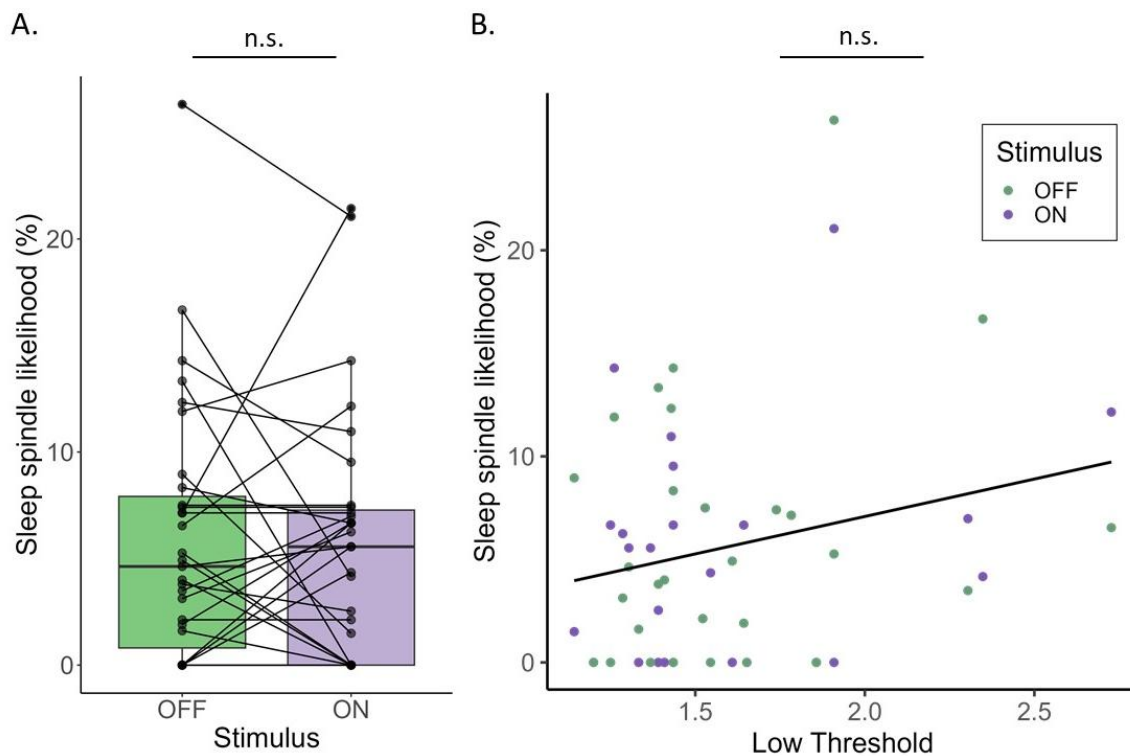 A.
n.s.
Sleep spindle likelihood (%)
20
10
0
OFF
ON
Stimulus
B.
n.s.
Sleep spindle likelihood (%)
20
10
0
Stimulus
OFF
ON
1.5
2.0
2.5
Low Threshold